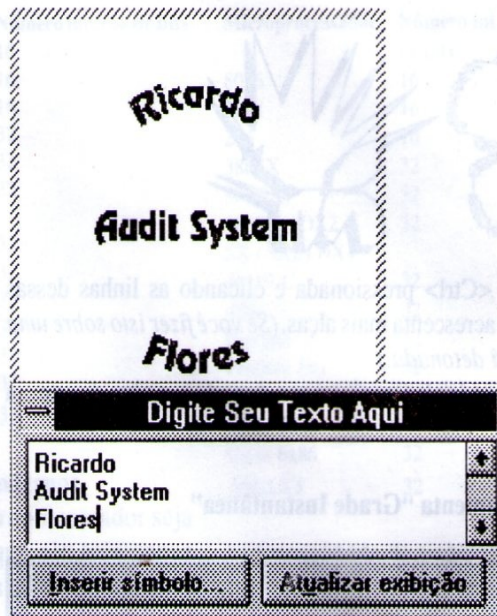 Ricardo
Audit System
Flores
Digite Seu Texto Aqui
Ricardo
Audit System
Flores
Inserir símbolo...
Atualizar exibição